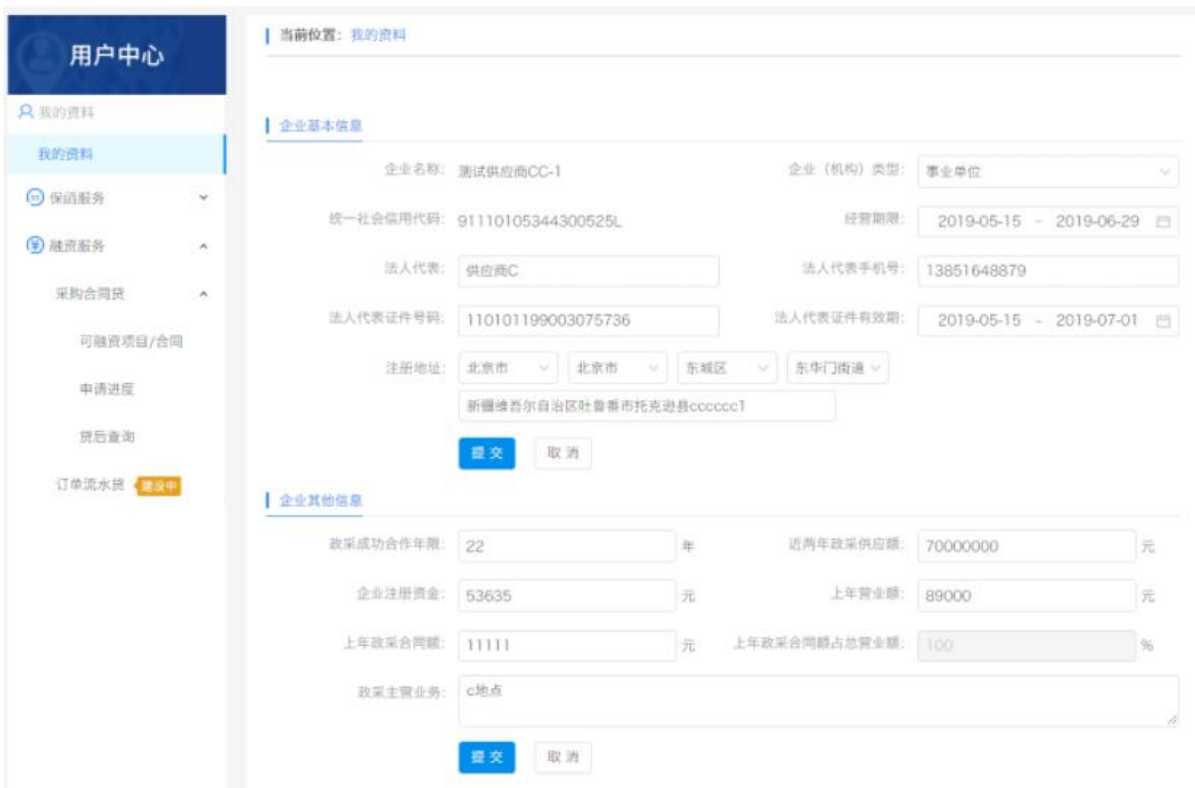 用户中心
我的资料
我的资料
保函服务
融资服务
采购合同贷
可融资项目/合同
申请进度
贷后查询
订单流水贷 建设中
当前位置: 我的资料
企业基本信息
企业名称: 测试供应商CC-1 企业（机构）类型: 事业单位
统一社会信用代码: 91110105344300525L 经营期限: 2019-05-15 - 2019-06-29
法人代表: 供应商C 法人代表手机号: 13851648879
法人代表证件号码: 110101199003075736 法人代表证件有效期: 2019-05-15 - 2019-07-01
注册地址: 北京市 北京市 东城区 东华门街道
新疆维吾尔自治区吐鲁番市托克逊县cccccc1
提交 取消
企业其他信息
政采成功合作年限: 22 年 近两年政采供应额: 70000000 元
企业注册资金: 53635 元 上年营业额: 89000 元
上年政采合同额: 11111 元 上年政采合同额占总营业额: 100 %
政采主营业务: c地点
提交 取消